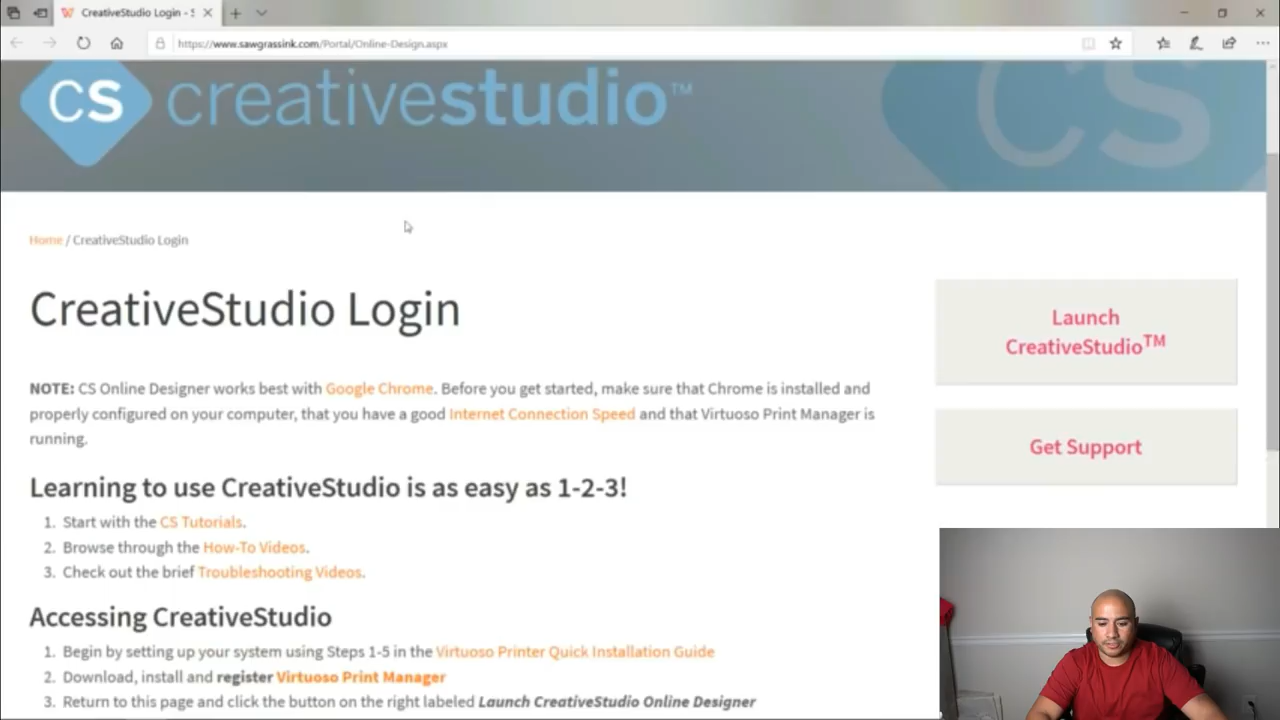 CreativeStudio Login - S
https://www.sawgrassink.com/Portal/Online-Design.aspx
CS creativestudio™
CS
Home / CreativeStudio Login
CreativeStudio Login
Launch
CreativeStudio™
NOTE: CS Online Designer works best with Google Chrome. Before you get started, make sure that Chrome is installed and
properly configured on your computer, that you have a good Internet Connection Speed and that Virtuoso Print Manager is
running.
Get Support
Learning to use CreativeStudio is as easy as 1-2-3!
1. Start with the CS Tutorials.
2. Browse through the How-To Videos.
3. Check out the brief Troubleshooting Videos.
Accessing CreativeStudio
1. Begin by setting up your system using Steps 1-5 in the Virtuoso Printer Quick Installation Guide
2. Download, install and register Virtuoso Print Manager
3. Return to this page and click the button on the right labeled Launch CreativeStudio Online Designer